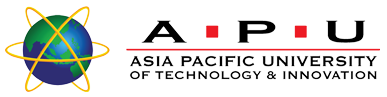 A·P·U
ASIA PACIFIC UNIVERSITY
OF TECHNOLOGY & INNOVATION